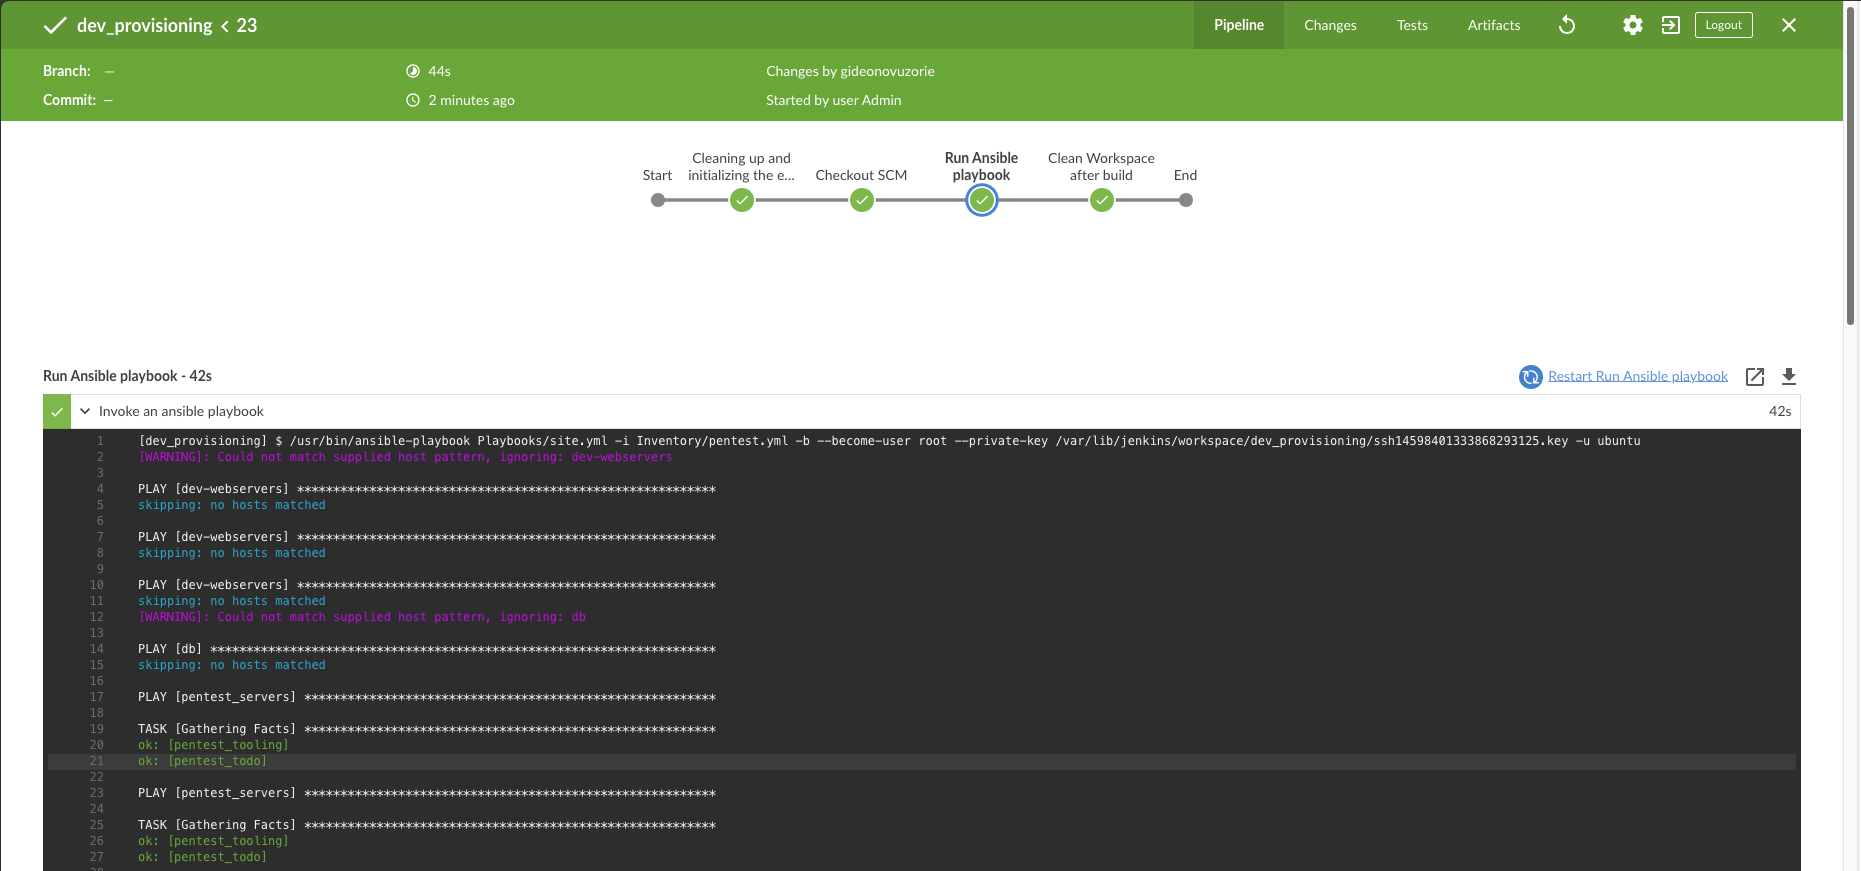 dev_provisioning < 23
Pipeline Changes Tests Artifacts Logout
Branch: — 44s Changes by gideonovuzorie
Commit: — 2 minutes ago Started by user Admin
Start Cleaning up and initializing the e... Checkout SCM Run Ansible playbook Clean Workspace after build End
Run Ansible playbook - 42s Restart Run Ansible playbook
Invoke an ansible playbook 42s
1 [dev_provisioning] $ /usr/bin/ansible-playbook Playbooks/site.yml -i Inventory/pentest.yml -b --become-user root --private-key /var/lib/jenkins/workspace/dev_provisioning/ssh14598401333868293125.key -u ubuntu
2 [WARNING]: Could not match supplied host pattern, ignoring: dev-webservers
3
4 PLAY [dev-webservers] **********************************************************
5 skipping: no hosts matched
6
7 PLAY [dev-webservers] **********************************************************
8 skipping: no hosts matched
9
10 PLAY [dev-webservers] **********************************************************
11 skipping: no hosts matched
12 [WARNING]: Could not match supplied host pattern, ignoring: db
13
14 PLAY [db] **********************************************************************
15 skipping: no hosts matched
16
17 PLAY [pentest_servers] *********************************************************
18
19 TASK [Gathering Facts] *********************************************************
20 ok: [pentest_tooling]
21 ok: [pentest_todo]
22
23 PLAY [pentest_servers] *********************************************************
24
25 TASK [Gathering Facts] *********************************************************
26 ok: [pentest_tooling]
27 ok: [pentest_todo]